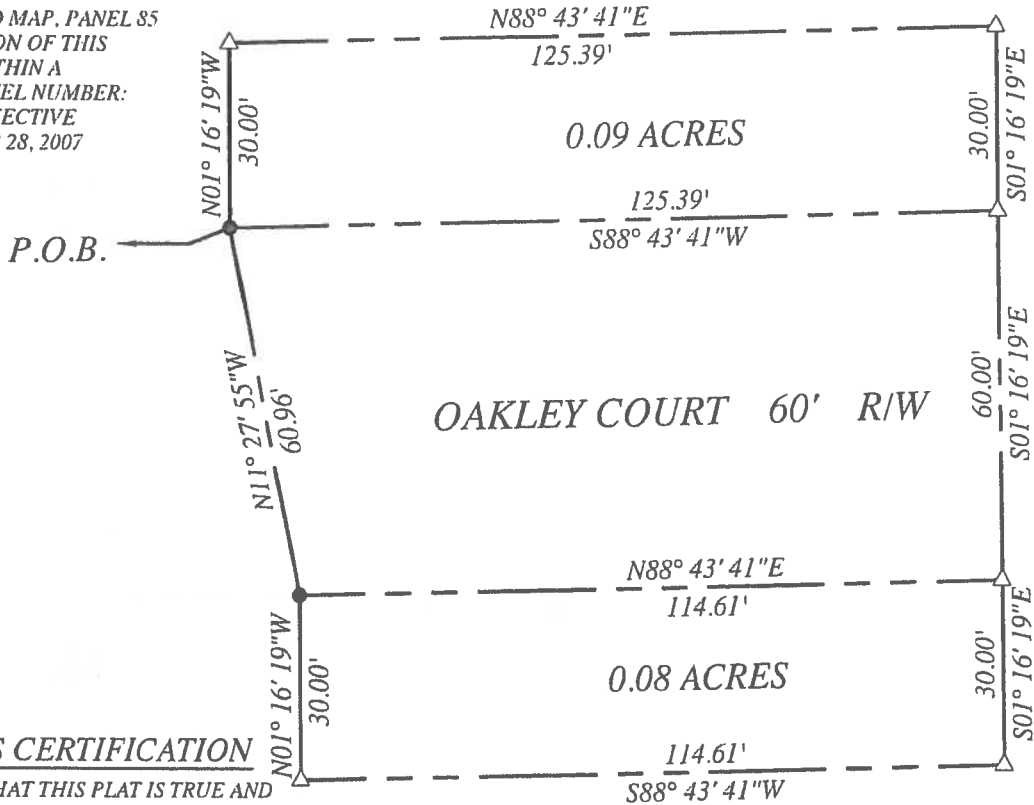 D MAP, PANEL 85
ON OF THIS
THIN A
EL NUMBER:
ECTIVE
28, 2007
N88° 43' 41"E
125.39'
N01° 16' 19"W
30.00'
0.09 ACRES
30.00'
S01° 16' 19"E
125.39'
S88° 43' 41"W
P.O.B.
N11° 27' 55"W
60.96'
OAKLEY COURT 60' R/W
60.00'
S01° 16' 19"E
N88° 43' 41"E
114.61'
N01° 16' 19"W
30.00'
0.08 ACRES
30.00'
S01° 16' 19"E
114.61'
S88° 43' 41"W
S CERTIFICATION
HAT THIS PLAT IS TRUE AND